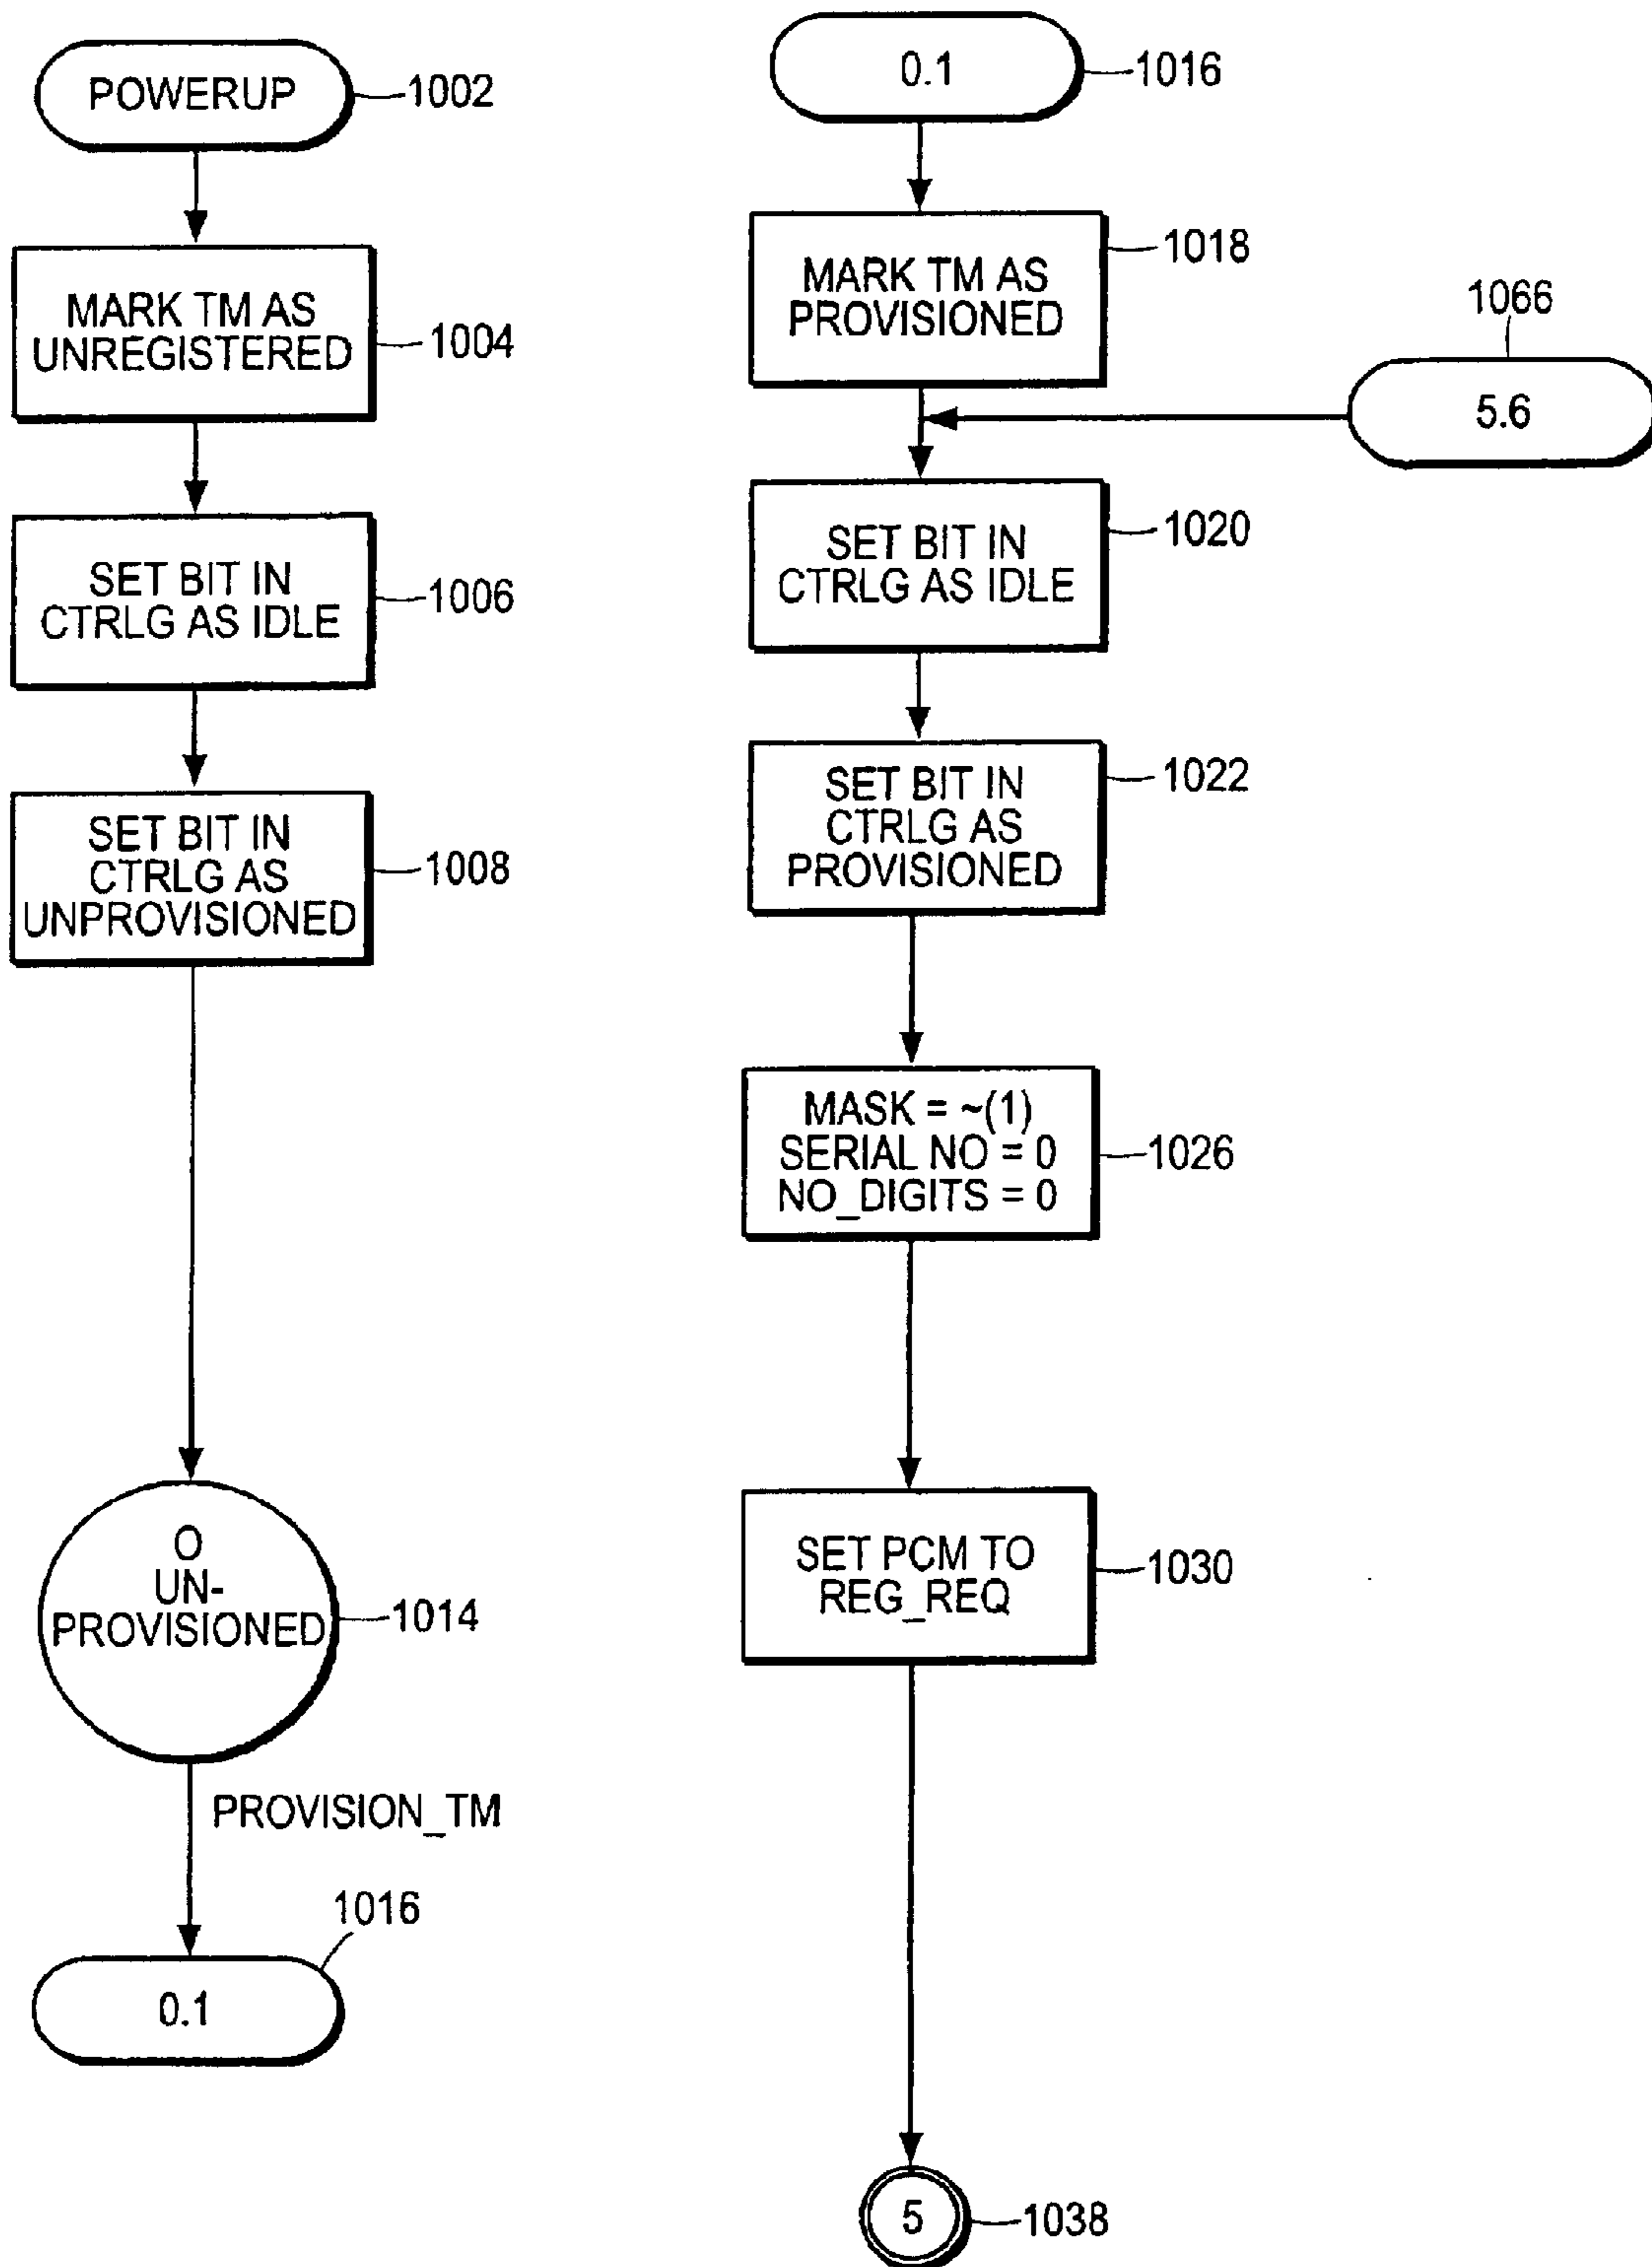 POWERUP
1002
MARK TM AS
UNREGISTERED
1004
SET BIT IN
CTRLG AS IDLE
1006
SET BIT IN
CTRLG AS
UNPROVISIONED
1008
O
UN-
PROVISIONED
1014
PROVISION_TM
1016
0.1
0.1
1016
MARK TM AS
PROVISIONED
1018
1066
5.6
SET BIT IN
CTRLG AS IDLE
1020
SET BIT IN
CTRLG AS
PROVISIONED
1022
MASK = ~(1)
SERIAL NO = 0
NO_DIGITS = 0
1026
SET PCM TO
REG_REQ
1030
5
1038